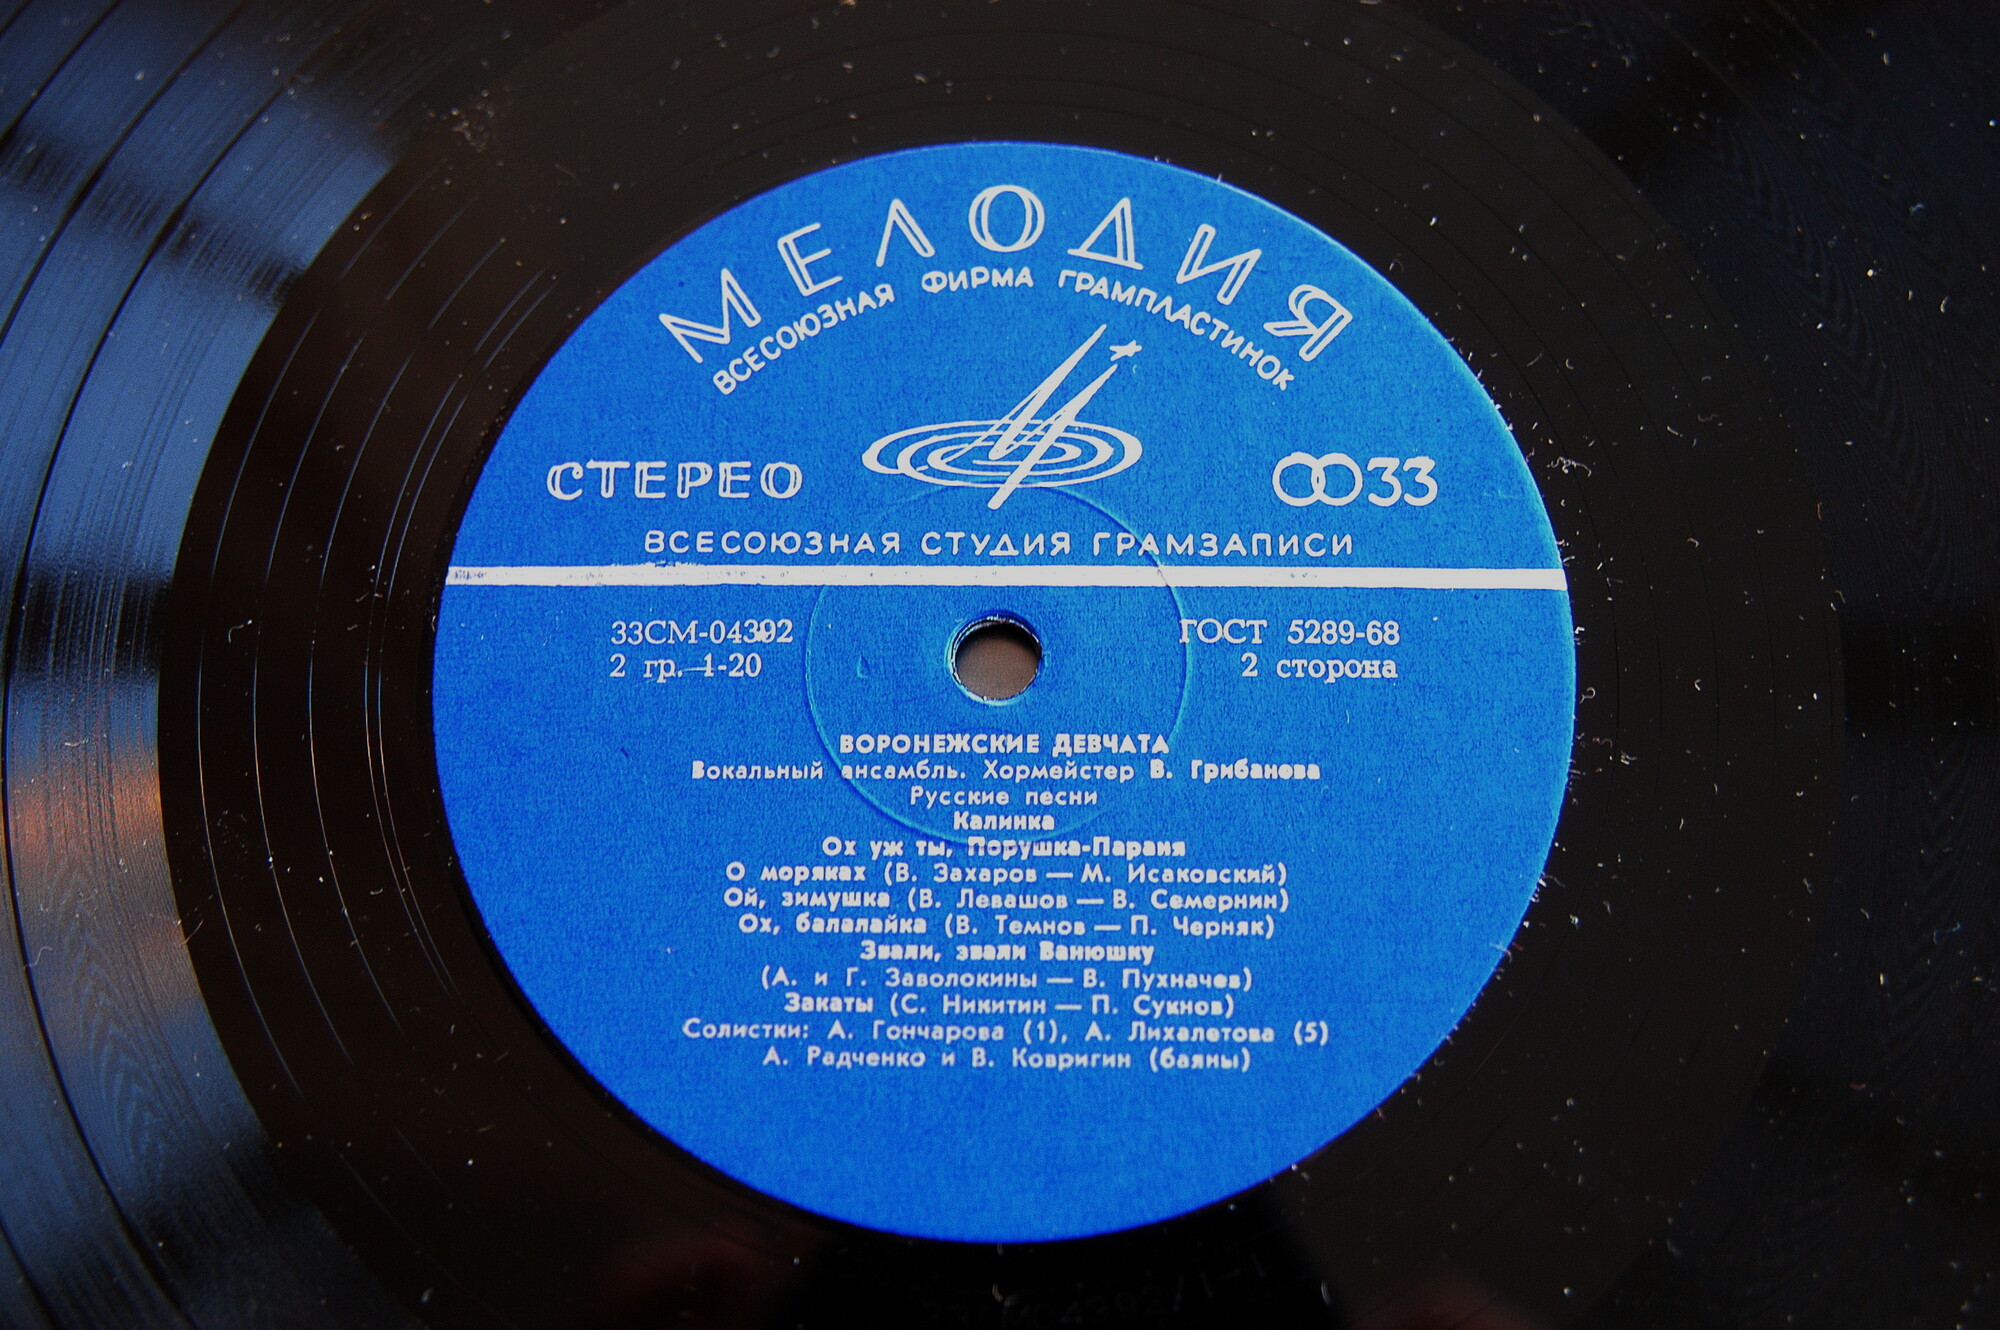 МЕЛОДИЯ
ВСЕСОЮЗНАЯ ФИРМА ГРАМПЛАСТИНОК
СТЕРЕО
33
ВСЕСОЮЗНАЯ СТУДИЯ ГРАМЗАПИСИ
33СМ-04392 ГОСТ 5289-68
2 гр. 1-20 2 сторона
ВОРОНЕЖСКИЕ ДЕВЧАТА
Вокальный ансамбль. Хормейстер В. Грибанова
Русские песни
Калинка
Ох уж ты, Порушка-Параня
О моряках (В. Захаров — М. Исаковский)
Ой, зимушка (В. Левашов — В. Семернин)
Ох, балалайка (В. Темнов — П. Черняк)
Звали, звали Ванюшку
(А. и Г. Заволокины — В. Пухначев)
Закаты (С. Никитин — П. Сукнов)
Солистки: А. Гончарова (1), А. Лихалетова (5)
А. Радченко и В. Ковригин (баяны)